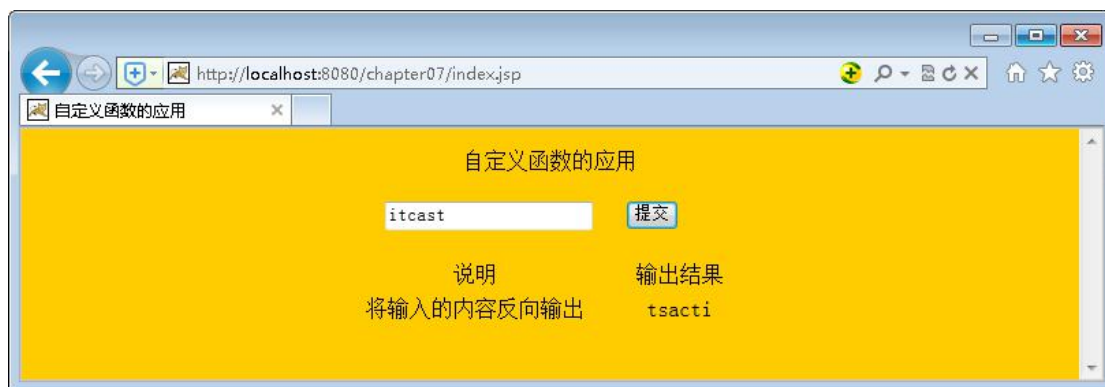 http://localhost:8080/chapter07/index.jsp
自定义函数的应用
自定义函数的应用
itcast 提交
说明 输出结果
将输入的内容反向输出 tsacti